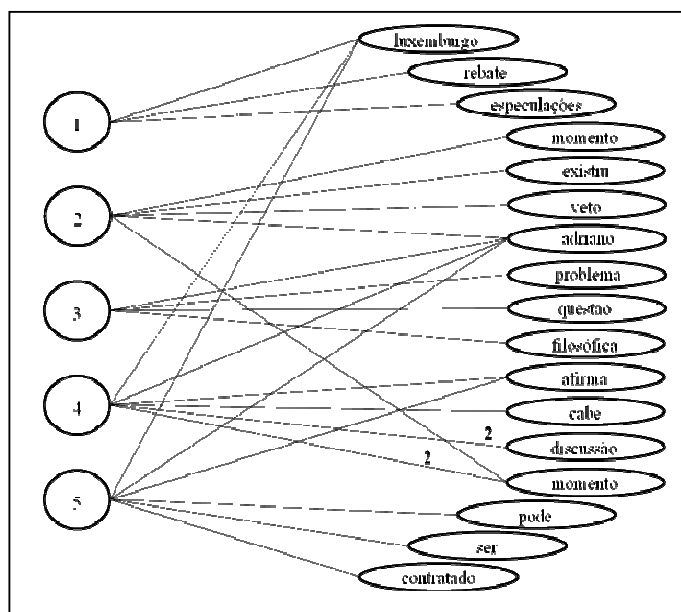 luxemburgo
rebate
especulações
1
momento
existiu
veto
2
adriano
problema
3
questão
filosófica
afirma
4
cabe
2
discussão
2
momento
5
pode
ser
contratado